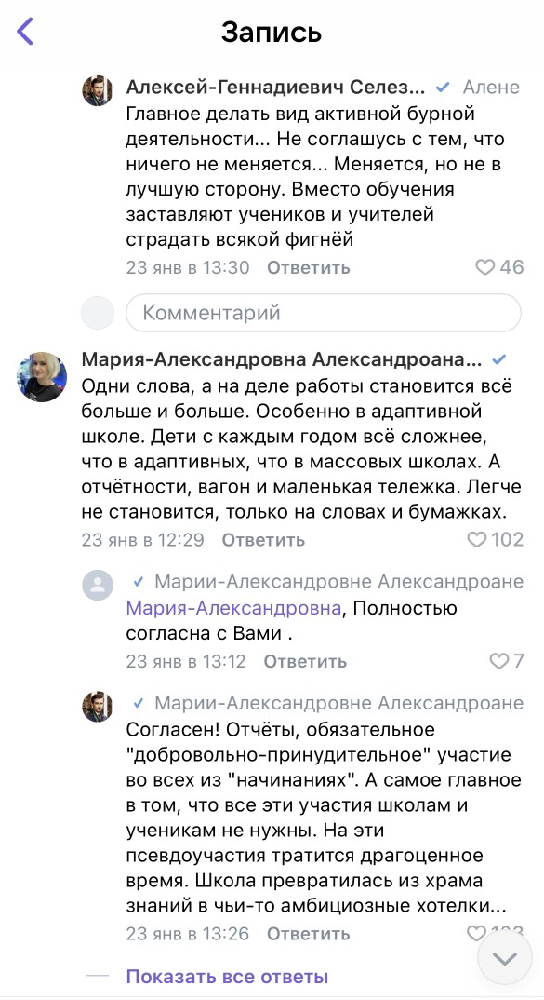 Запись
Алексей-Геннадиевич Селез... Алене
Главное делать вид активной бурной
деятельности... Не соглашусь с тем, что
ничего не меняется... Меняется, но не в
лучшую сторону. Вместо обучения
заставляют учеников и учителей
страдать всякой фигнёй
23 янв в 13:30 Ответить 46
Комментарий
Мария-Александровна Александроана...
Одни слова, а на деле работы становится всё
больше и больше. Особенно в адаптивной
школе. Дети с каждым годом всё сложнее,
что в адаптивных, что в массовых школах. А
отчётности, вагон и маленькая тележка. Легче
не становится, только на словах и бумажках.
23 янв в 12:29 Ответить 102
Марии-Александровне Александроане
Мария-Александровна, Полностью
согласна с Вами .
23 янв в 13:12 Ответить 7
Марии-Александровне Александроане
Согласен! Отчёты, обязательное
"добровольно-принудительное" участие
во всех из "начинаниях". А самое главное
в том, что все эти участия школам и
ученикам не нужны. На эти
псевдоучастия тратится драгоценное
время. Школа превратилась из храма
знаний в чьи-то амбициозные хотелки...
23 янв в 13:26 Ответить
Показать все ответы